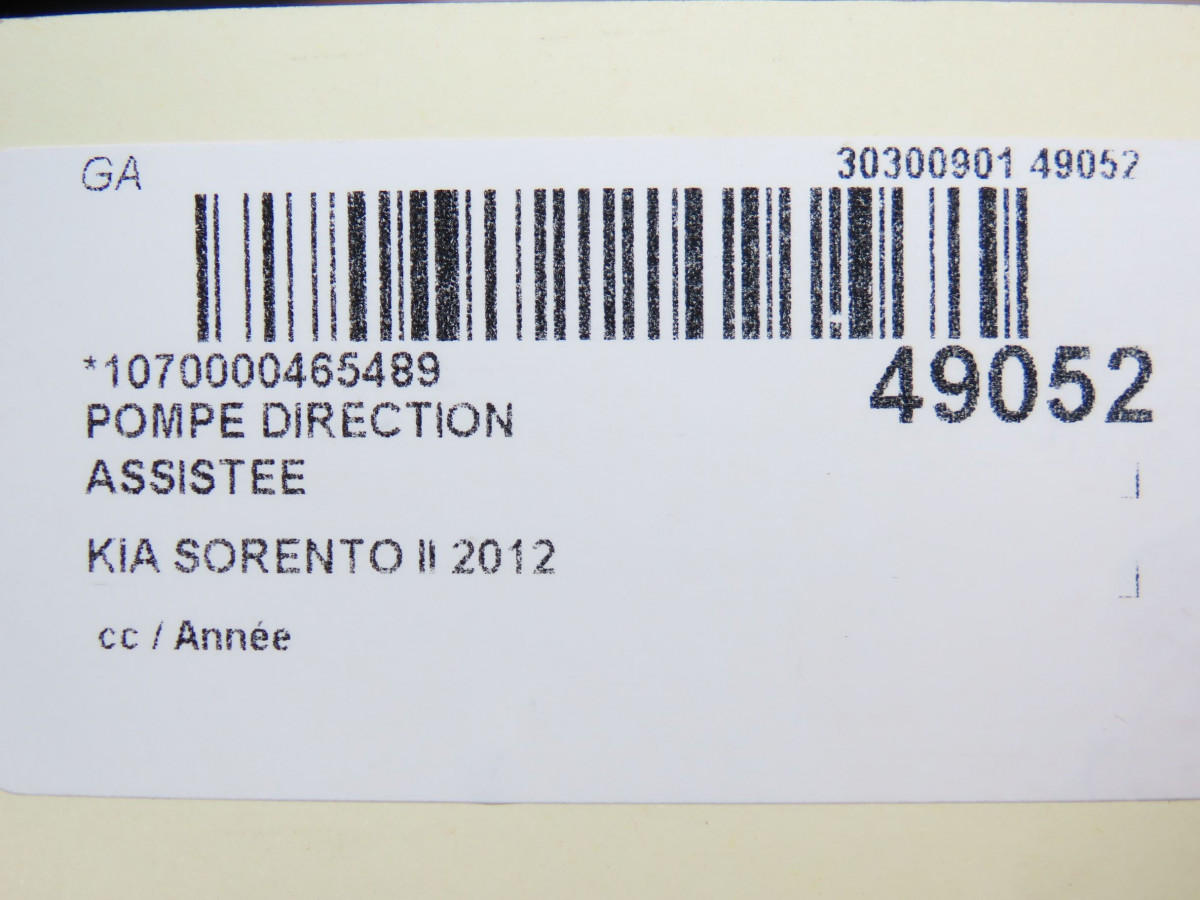 GA
30300901 49052
*1070000465489
49052
POMPE DIRECTION
ASSISTEE
KIA SORENTO II 2012
cc / Année